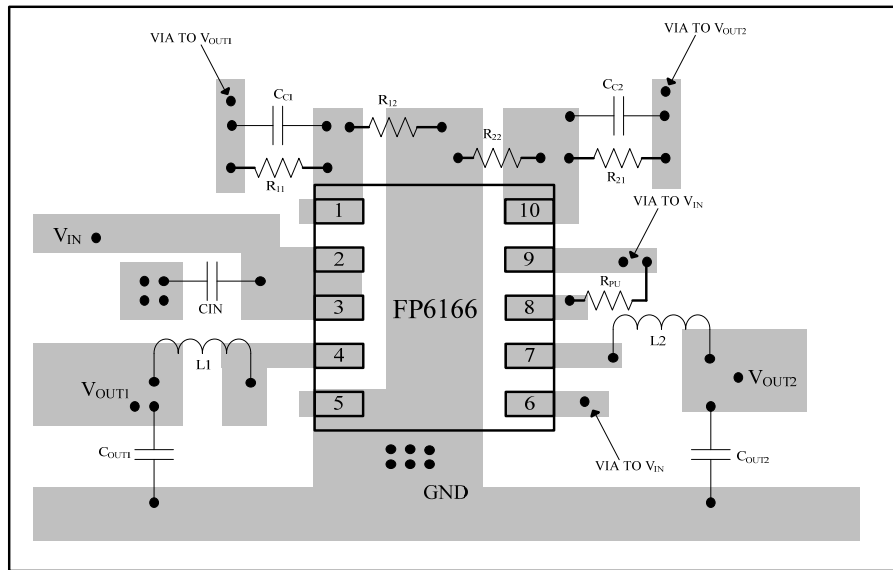 VIA TO VOUT1
VIA TO VOUT2
CC1
R12
CC2
R22
R11
R21
VIA TO VIN
1
10
VIN
2
9
CIN
3
FP6166
8
RPU
L1
4
7
L2
VOUT1
VOUT2
5
6
COUT1
VIA TO VIN
COUT2
GND